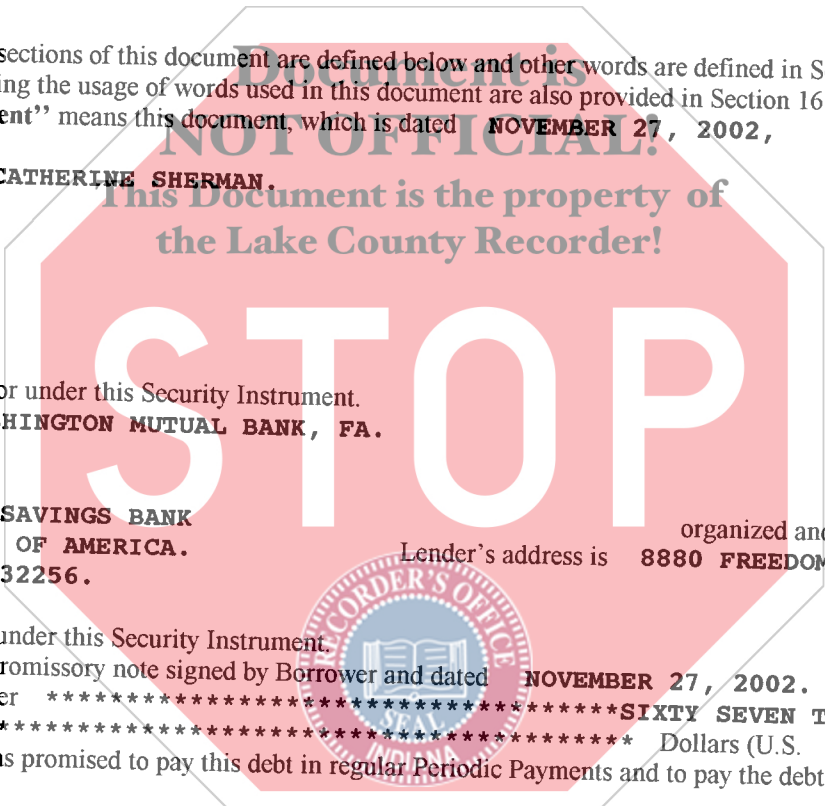 sections of this document are defined below and other words are defined in S
ing the usage of words used in this document are also provided in Section 16
ent” means this document, which is dated NOVEMBER 27, 2002,
CATHERINE SHERMAN.
Document is
NOT OFFICIAL!
This Document is the property of
the Lake County Recorder!
STOP
or under this Security Instrument.
HINGTON MUTUAL BANK, FA.
SAVINGS BANK
organized and
OF AMERICA.
Lender’s address is 8880 FREEDOM
32256.
under this Security Instrument.
romissory note signed by Borrower and dated NOVEMBER 27, 2002.
er ************************************SIXTY SEVEN T
**************************************** Dollars (U.S.
as promised to pay this debt in regular Periodic Payments and to pay the debt
RECORDER'S OFFICE
SEAL
INDIANA